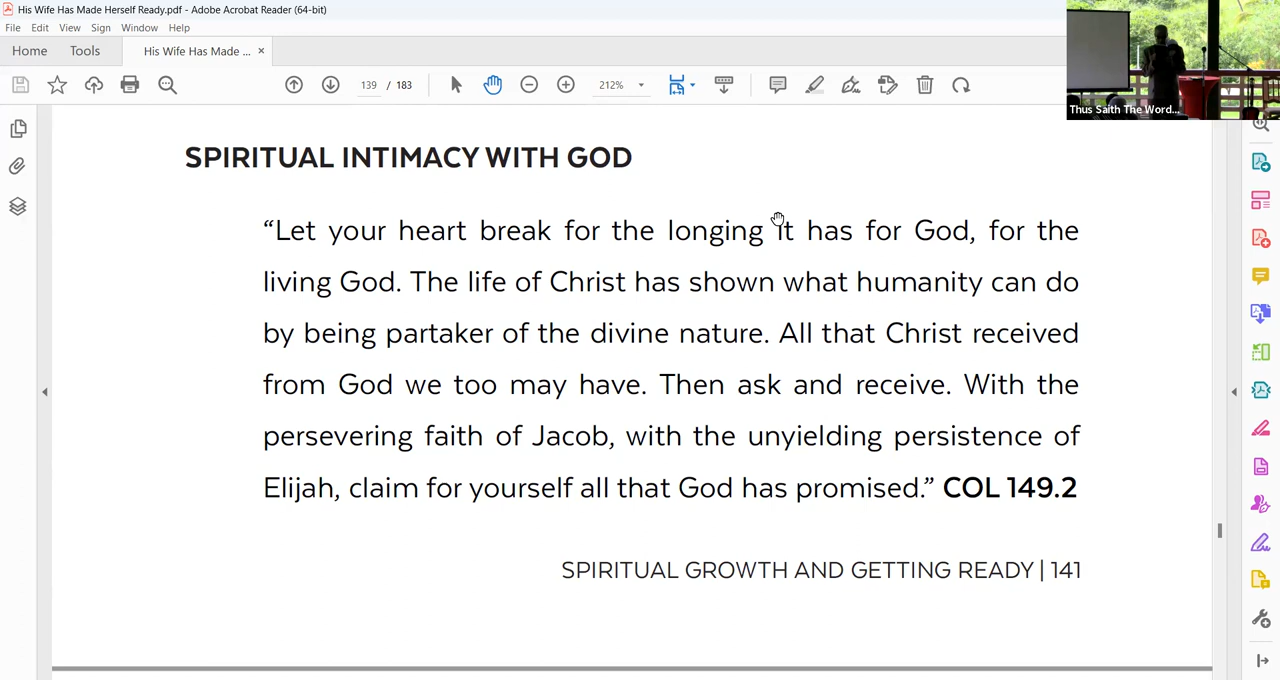 His Wife Has Made Herself Ready.pdf - Adobe Acrobat Reader (64-bit)
File Edit View Sign Window Help
Home Tools His Wife Has Made ... ×
139 / 183 212%
Thus Saith The Word...
SPIRITUAL INTIMACY WITH GOD
“Let your heart break for the longing it has for God, for the
living God. The life of Christ has shown what humanity can do
by being partaker of the divine nature. All that Christ received
from God we too may have. Then ask and receive. With the
persevering faith of Jacob, with the unyielding persistence of
Elijah, claim for yourself all that God has promised.” COL 149.2
SPIRITUAL GROWTH AND GETTING READY | 141